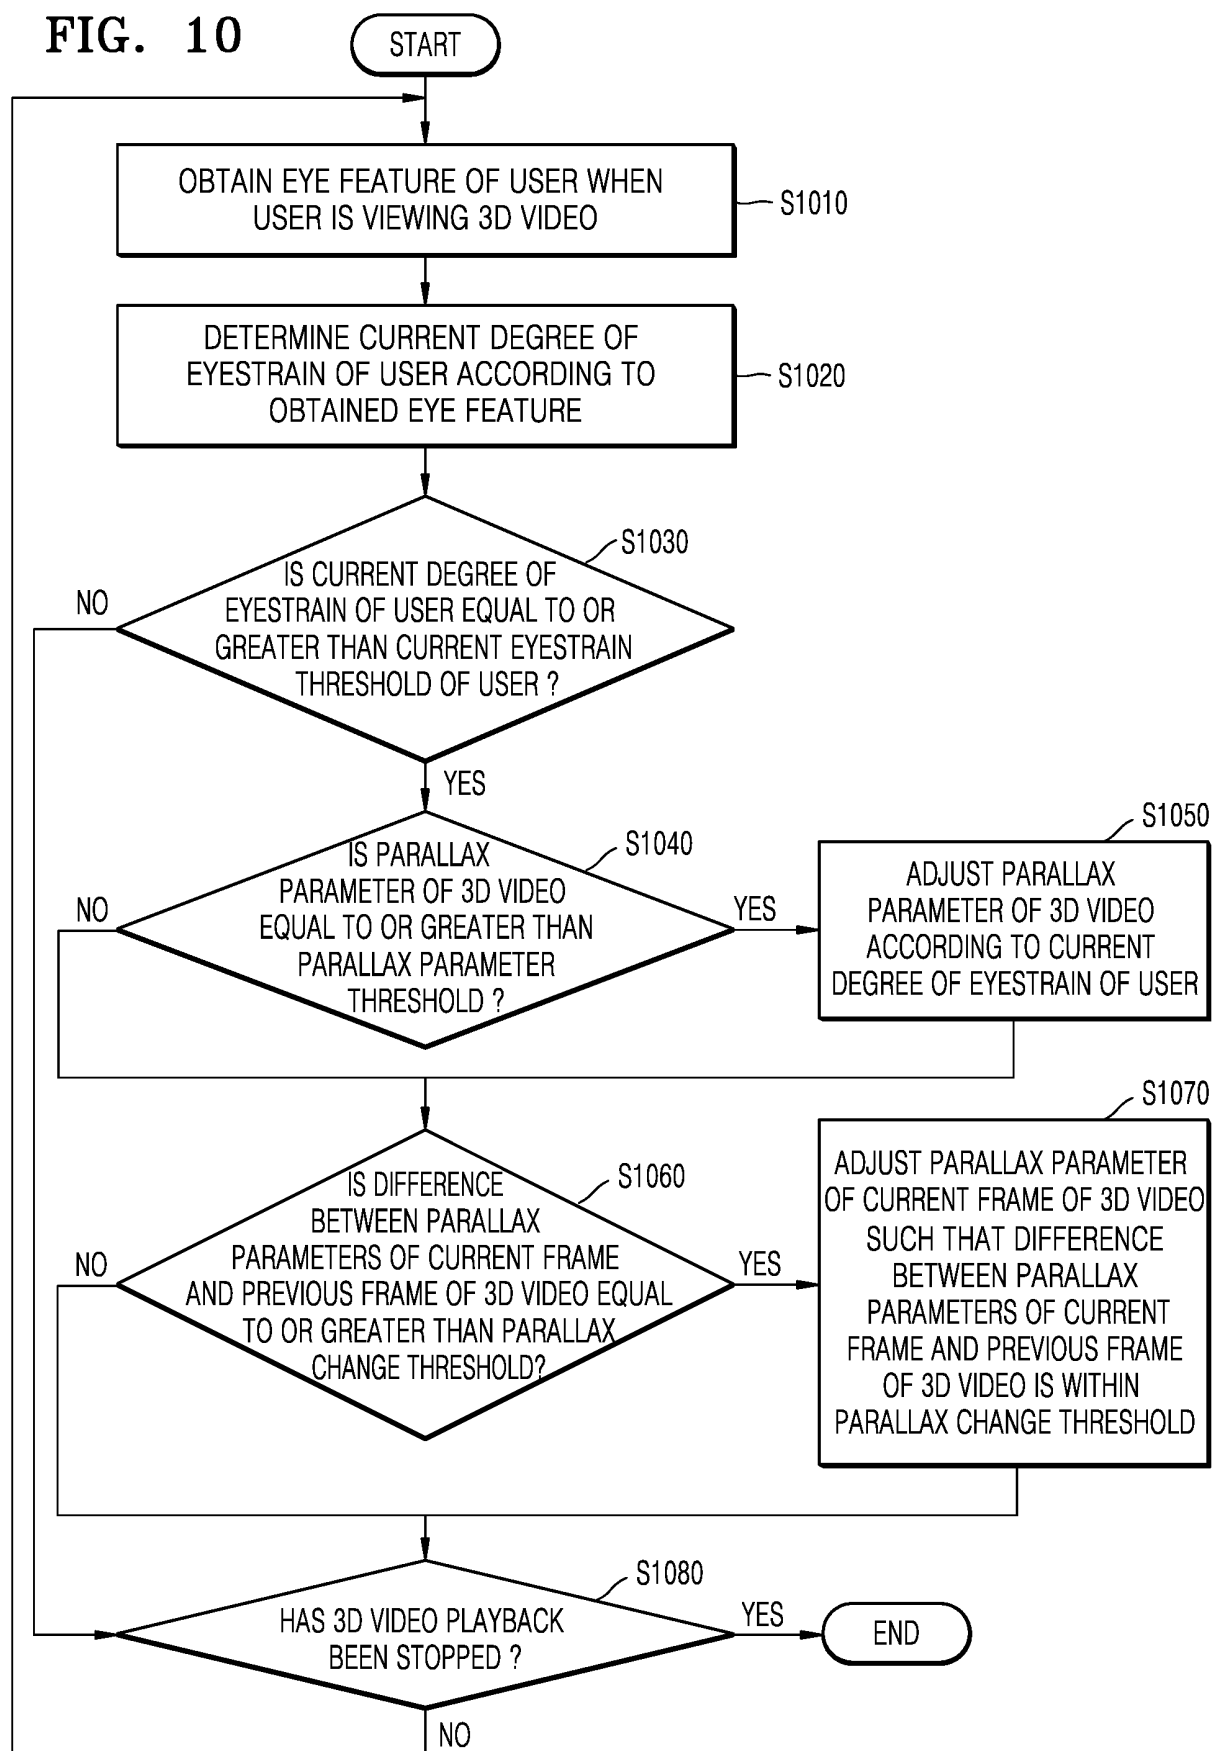 FIG. 10
START
OBTAIN EYE FEATURE OF USER WHEN
USER IS VIEWING 3D VIDEO
S1010
DETERMINE CURRENT DEGREE OF
EYESTRAIN OF USER ACCORDING TO
OBTAINED EYE FEATURE
S1020
S1030
IS CURRENT DEGREE OF
EYESTRAIN OF USER EQUAL TO OR
GREATER THAN CURRENT EYESTRAIN
THRESHOLD OF USER ?
NO
YES
S1040
IS PARALLAX
PARAMETER OF 3D VIDEO
EQUAL TO OR GREATER THAN
PARALLAX PARAMETER
THRESHOLD ?
NO
YES
S1050
ADJUST PARALLAX
PARAMETER OF 3D VIDEO
ACCORDING TO CURRENT
DEGREE OF EYESTRAIN OF USER
S1060
IS DIFFERENCE
BETWEEN PARALLAX
PARAMETERS OF CURRENT FRAME
AND PREVIOUS FRAME OF 3D VIDEO EQUAL
TO OR GREATER THAN PARALLAX
CHANGE THRESHOLD?
NO
YES
S1070
ADJUST PARALLAX PARAMETER
OF CURRENT FRAME OF 3D VIDEO
SUCH THAT DIFFERENCE
BETWEEN PARALLAX
PARAMETERS OF CURRENT
FRAME AND PREVIOUS FRAME
OF 3D VIDEO IS WITHIN
PARALLAX CHANGE THRESHOLD
S1080
HAS 3D VIDEO PLAYBACK
BEEN STOPPED ?
YES
END
NO